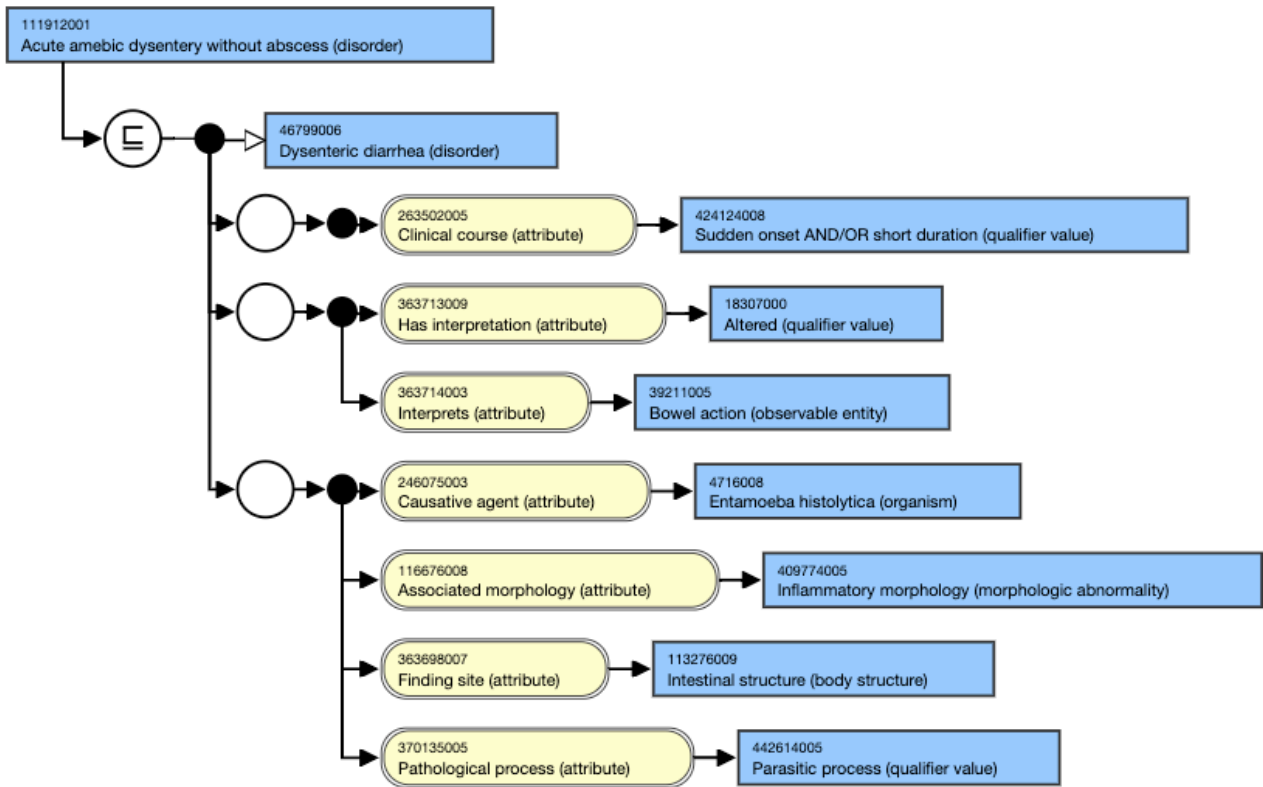 111912001
Acute amebic dysentery without abscess (disorder)
⊑
46799006
Dysenteric diarrhea (disorder)
263502005
Clinical course (attribute)
424124008
Sudden onset AND/OR short duration (qualifier value)
363713009
Has interpretation (attribute)
18307000
Altered (qualifier value)
363714003
Interprets (attribute)
39211005
Bowel action (observable entity)
246075003
Causative agent (attribute)
4716008
Entamoeba histolytica (organism)
116676008
Associated morphology (attribute)
409774005
Inflammatory morphology (morphologic abnormality)
363698007
Finding site (attribute)
113276009
Intestinal structure (body structure)
370135005
Pathological process (attribute)
442614005
Parasitic process (qualifier value)